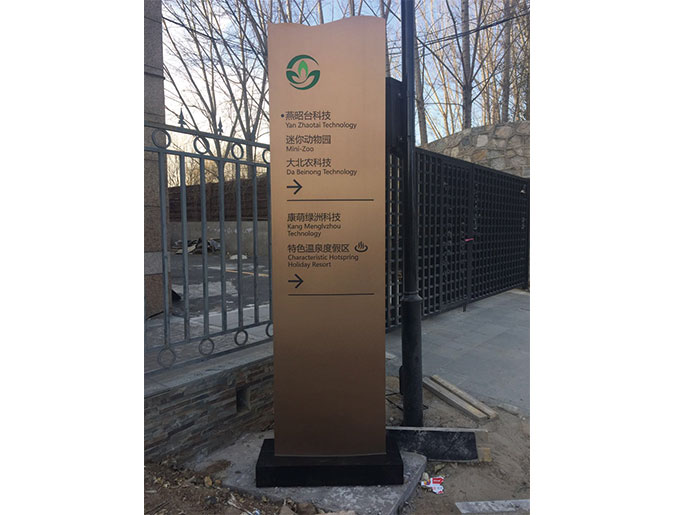 •燕昭台科技
Yan Zhaotai Technology
迷你动物园
Mini-Zoo
大北农科技
Da Beinong Technology
→
康萌绿洲科技
Kang Menglvzhou
Technology
特色温泉度假区
Characteristic Hotspring
Holiday Resort
→